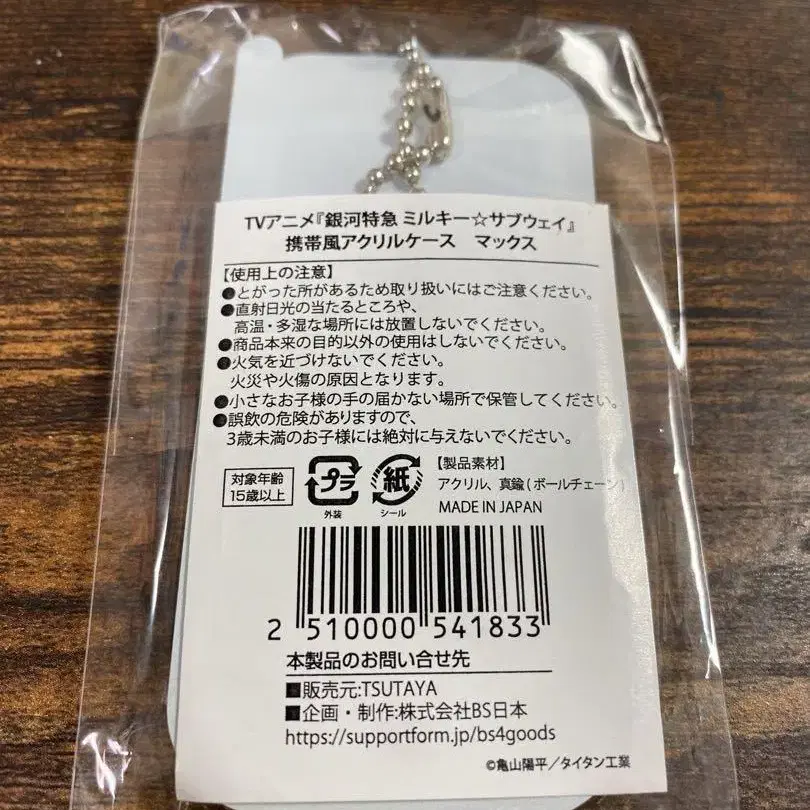 TVアニメ『銀河特急 ミルキー☆サブウェイ』
携帯風アクリルケース　マックス
【使用上の注意】
●とがった所があるため取り扱いにはご注意ください。
●直射日光の当たるところや、
高温・多湿な場所には放置しないでください。
●商品本来の目的以外の使用はしないでください。
●火気を近づけないでください。
火災や火傷の原因となります。
●小さなお子様の手の届かない場所で保管してください。
●誤飲の危険がありますので、
3歳未満のお子様には絶対に与えないでください。
対象年齢
15歳以上
プラ
外装
紙
シール
【製品素材】
アクリル、真鍮(ボールチェーン)
MADE IN JAPAN
2 510000 541833
本製品のお問い合せ先
■販売元:TSUTAYA
■企画・制作:株式会社BS日本
https://supportform.jp/bs4goods
©亀山陽平／タイタン工業